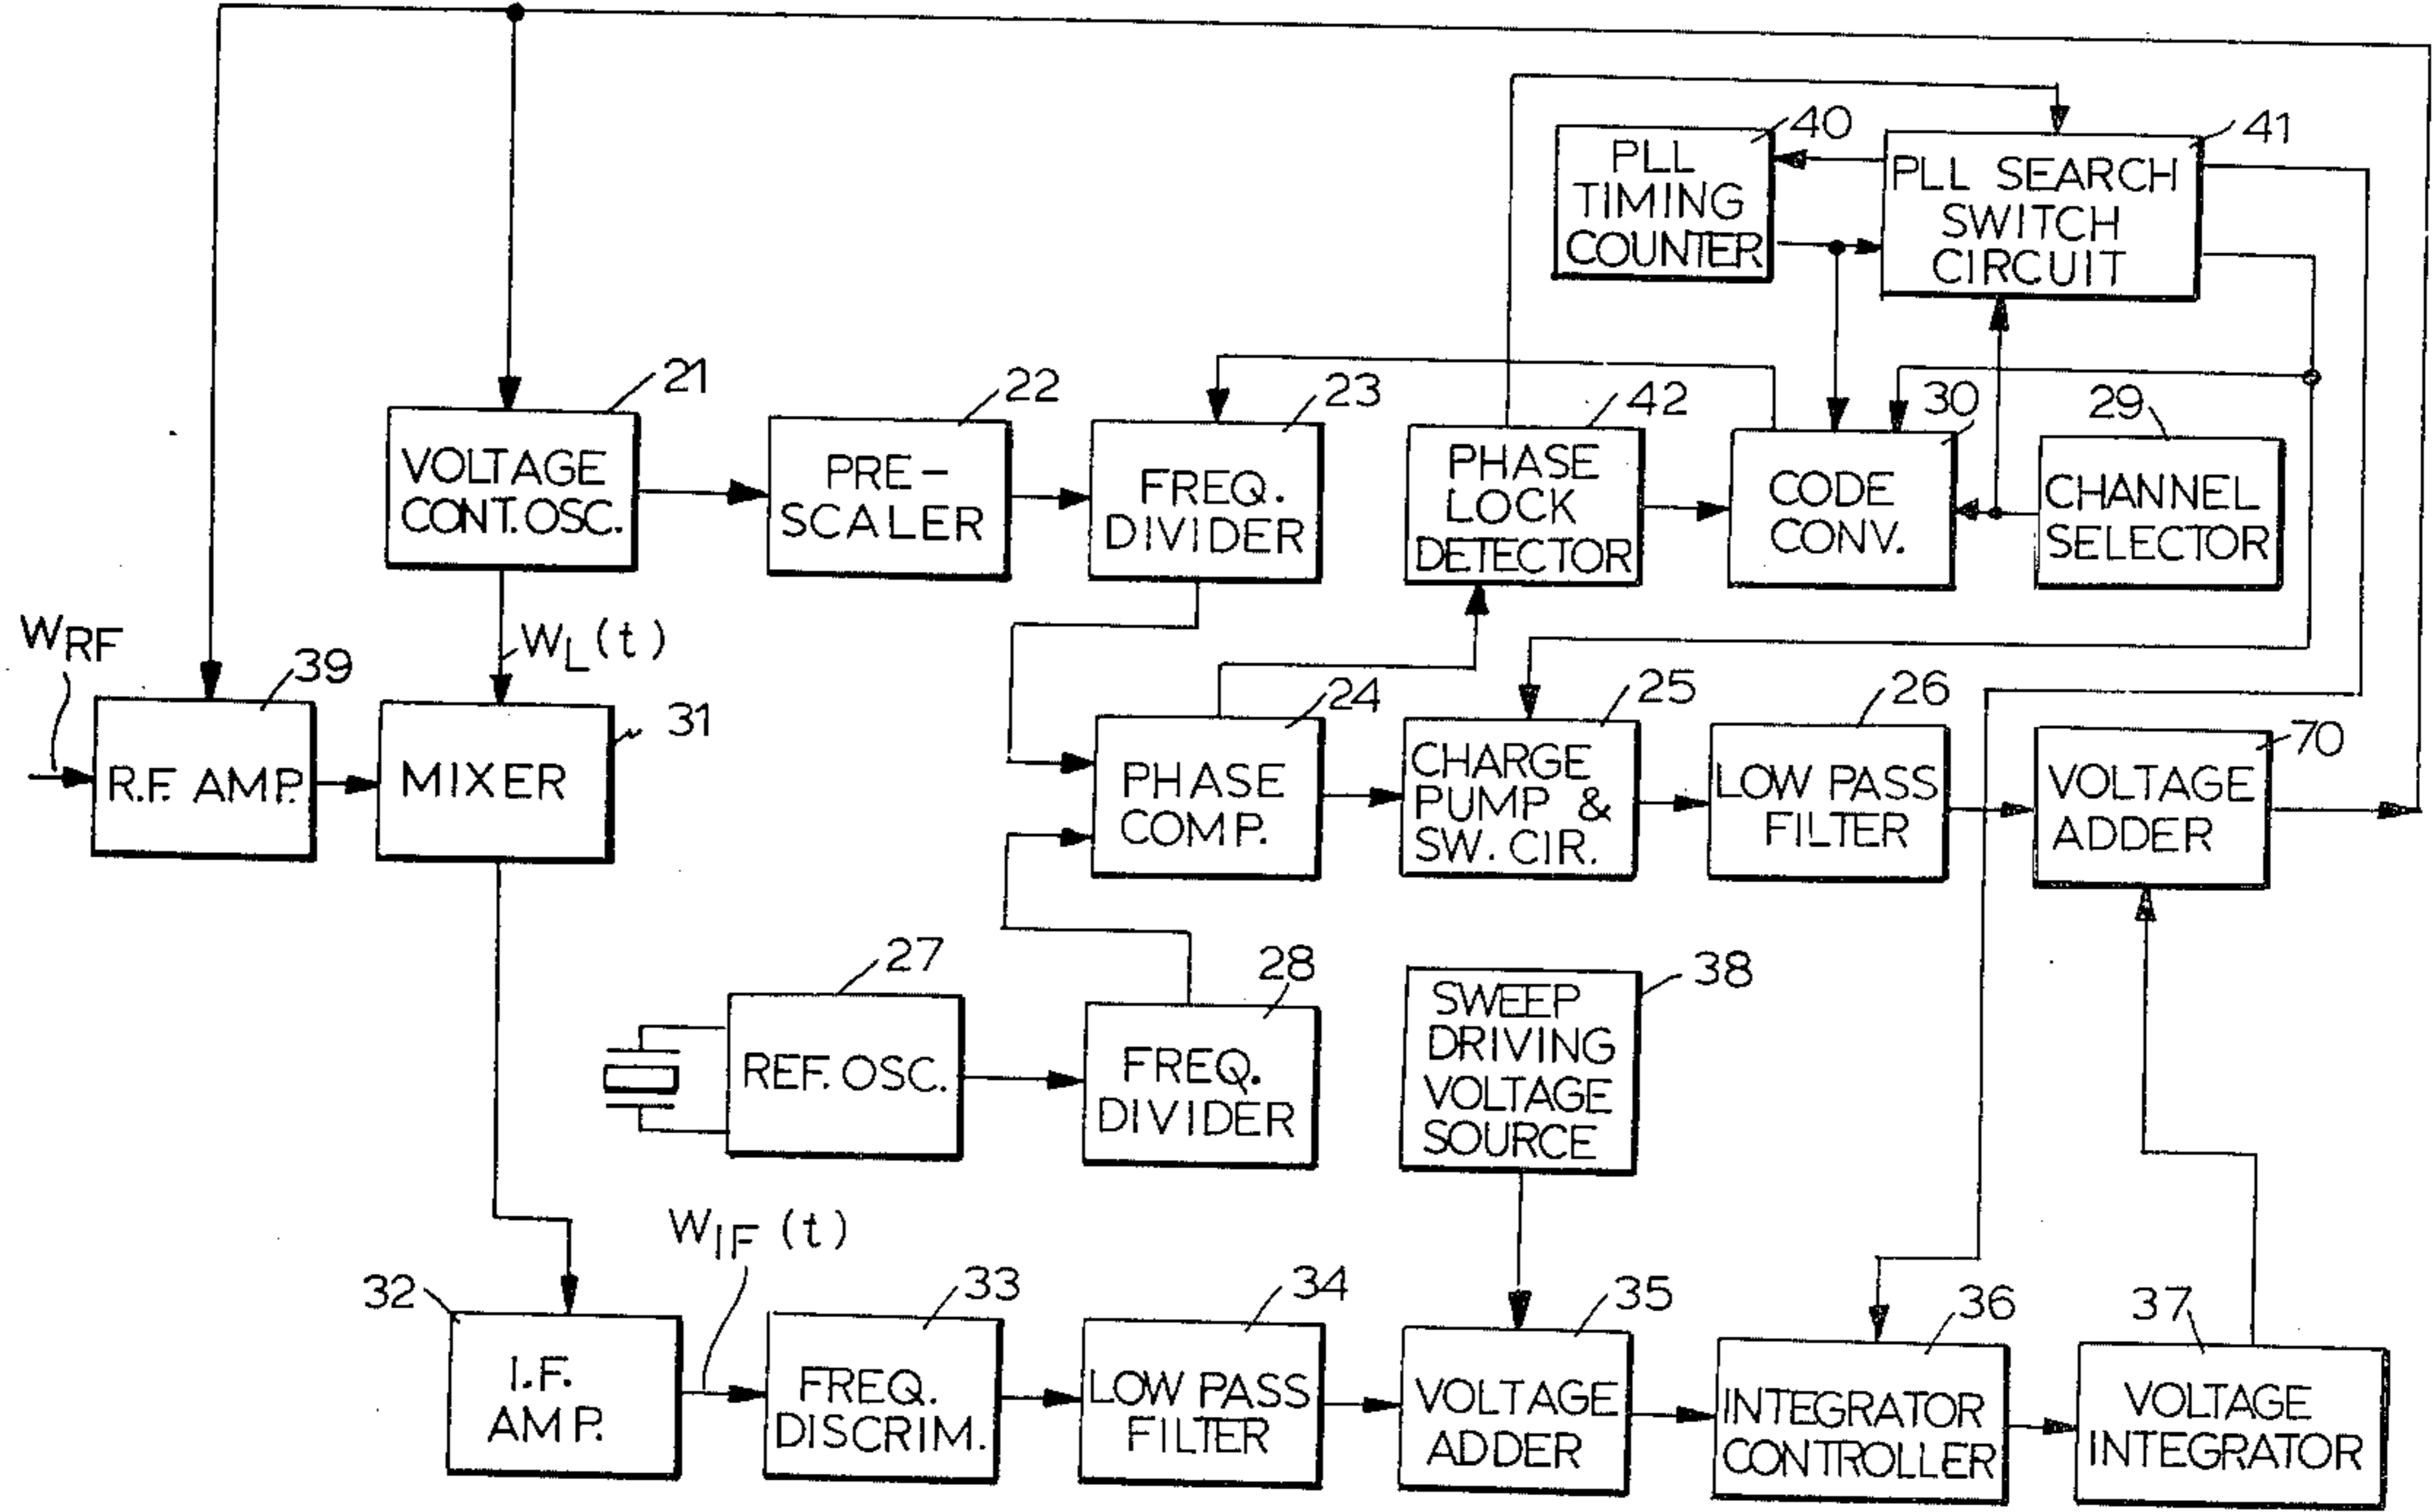 40
PLL
TIMING
COUNTER
41
PLL SEARCH
SWITCH
CIRCUIT
21
VOLTAGE
CONT. OSC.
22
PRE-
SCALER
23
FREQ.
DIVIDER
42
PHASE
LOCK
DETECTOR
30
CODE
CONV.
29
CHANNEL
SELECTOR
WRF
WL(t)
39
R.F. AMP.
31
MIXER
24
PHASE
COMP.
25
CHARGE
PUMP &
SW. CIR.
26
LOW PASS
FILTER
70
VOLTAGE
ADDER
27
REF. OSC.
28
FREQ.
DIVIDER
38
SWEEP
DRIVING
VOLTAGE
SOURCE
32
I.F.
AMP.
WIF (t)
33
FREQ.
DISCRIM.
34
LOW PASS
FILTER
35
VOLTAGE
ADDER
36
INTEGRATOR
CONTROLLER
37
VOLTAGE
INTEGRATOR